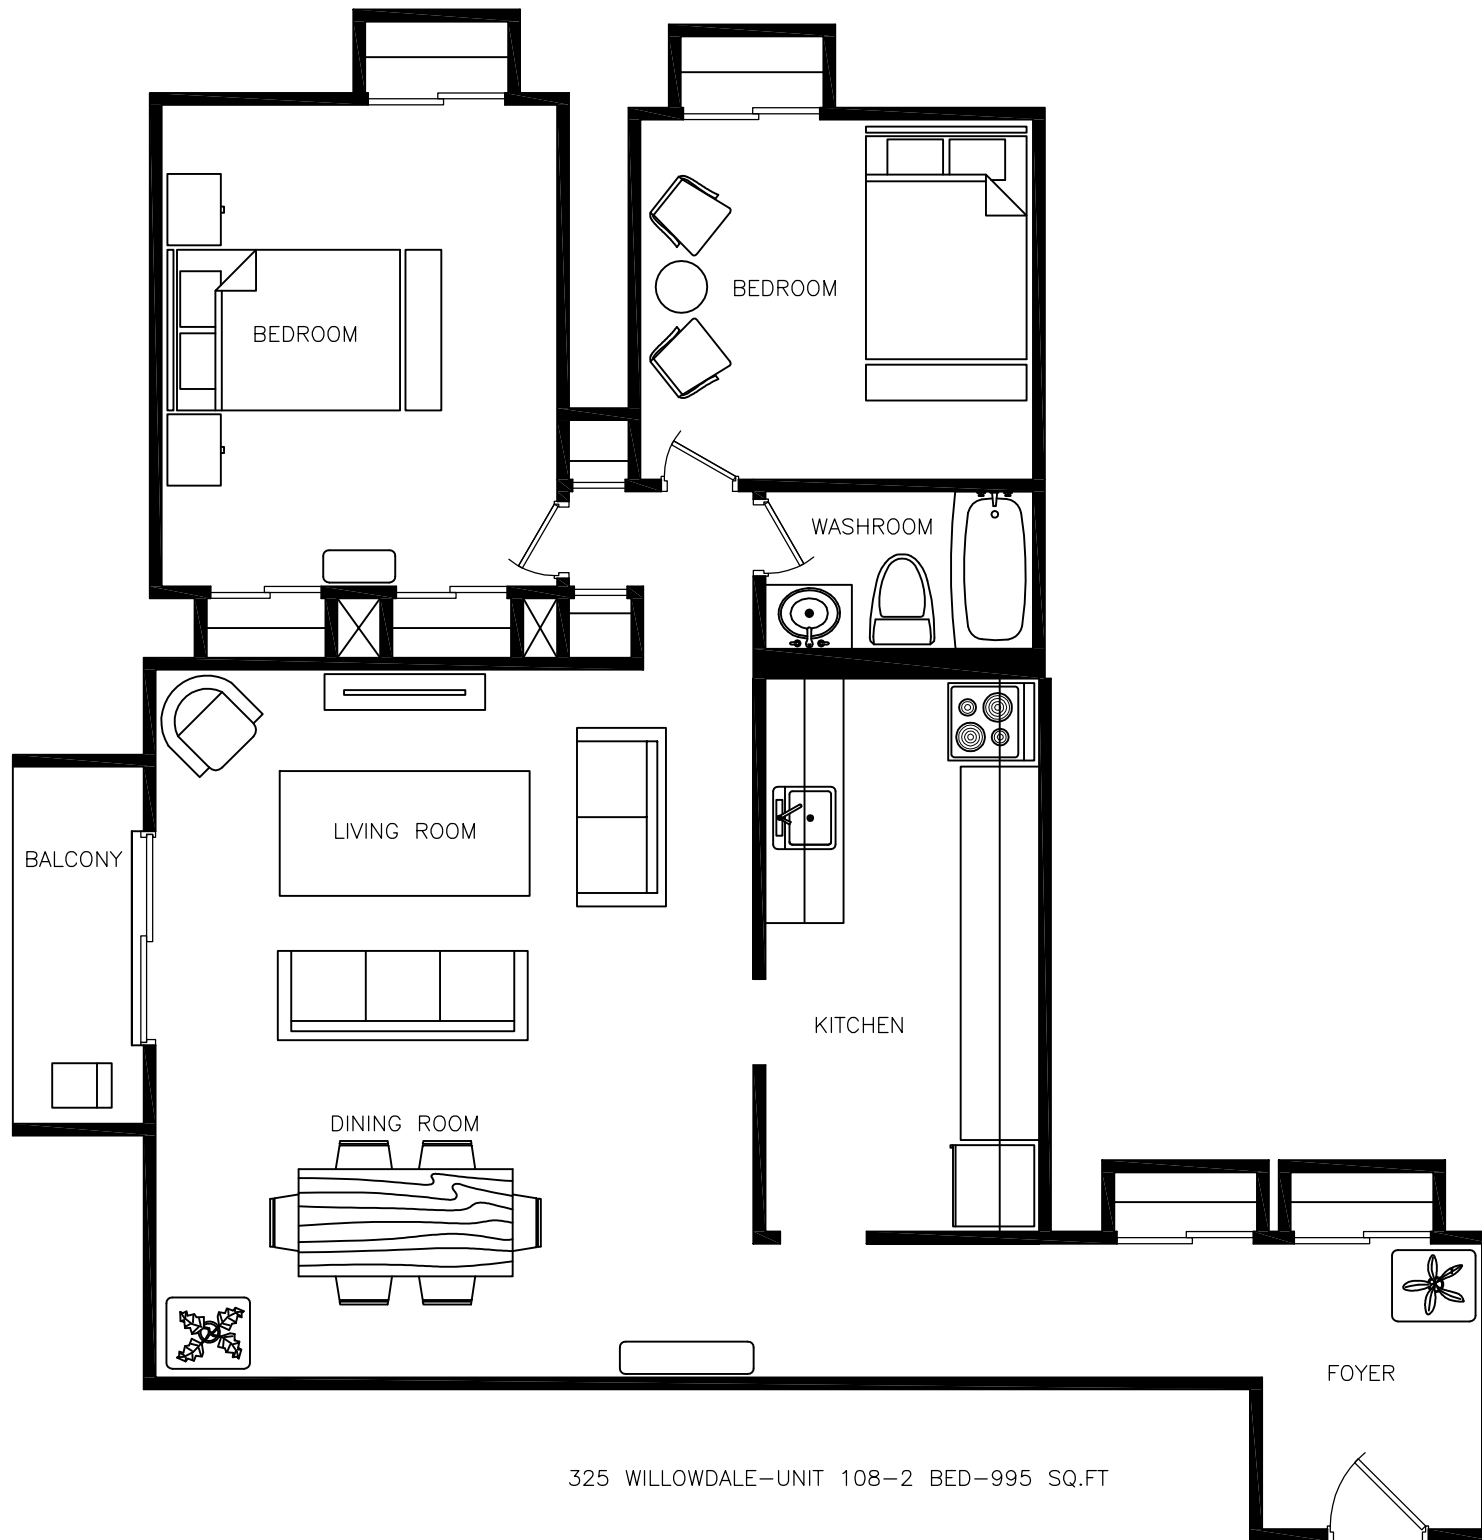 BEDROOM
BEDROOM
WASHROOM
LIVING ROOM
BALCONY
KITCHEN
DINING ROOM
FOYER
325 WILLOWDALE-UNIT 108-2 BED-995 SQ.FT